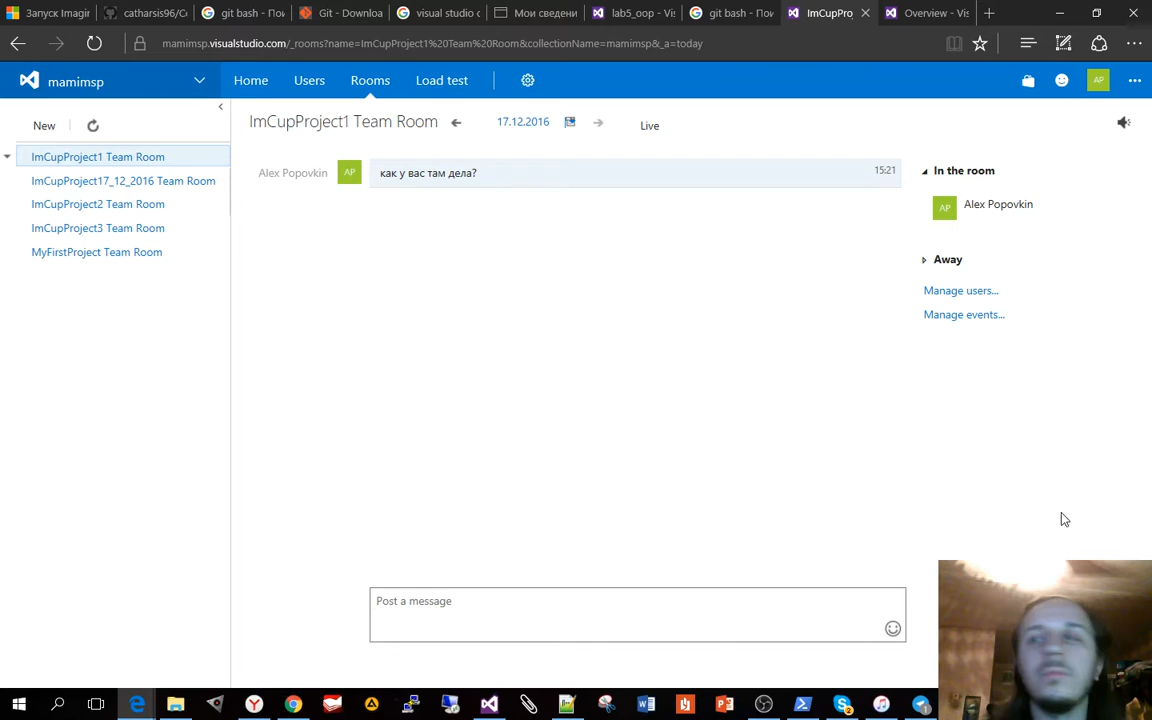 Запуск Imagir
catharsis96/Co
git bash - Пои
Git - Downloa
visual studio c
Мои сведени
lab5_oop - Vis
git bash - Пои
ImCupPro
Overview - Vis
mamimsp.visualstudio.com/_rooms?name=ImCupProject1%20Team%20Room&collectionName=mamimsp&_a=today
mamimsp
Home
Users
Rooms
Load test
AP
New
ImCupProject1 Team Room
17.12.2016
Live
ImCupProject1 Team Room
ImCupProject17_12_2016 Team Room
ImCupProject2 Team Room
ImCupProject3 Team Room
MyFirstProject Team Room
Alex Popovkin
AP
как у вас там дела?
15:21
In the room
AP
Alex Popovkin
Away
Manage users...
Manage events...
Post a message